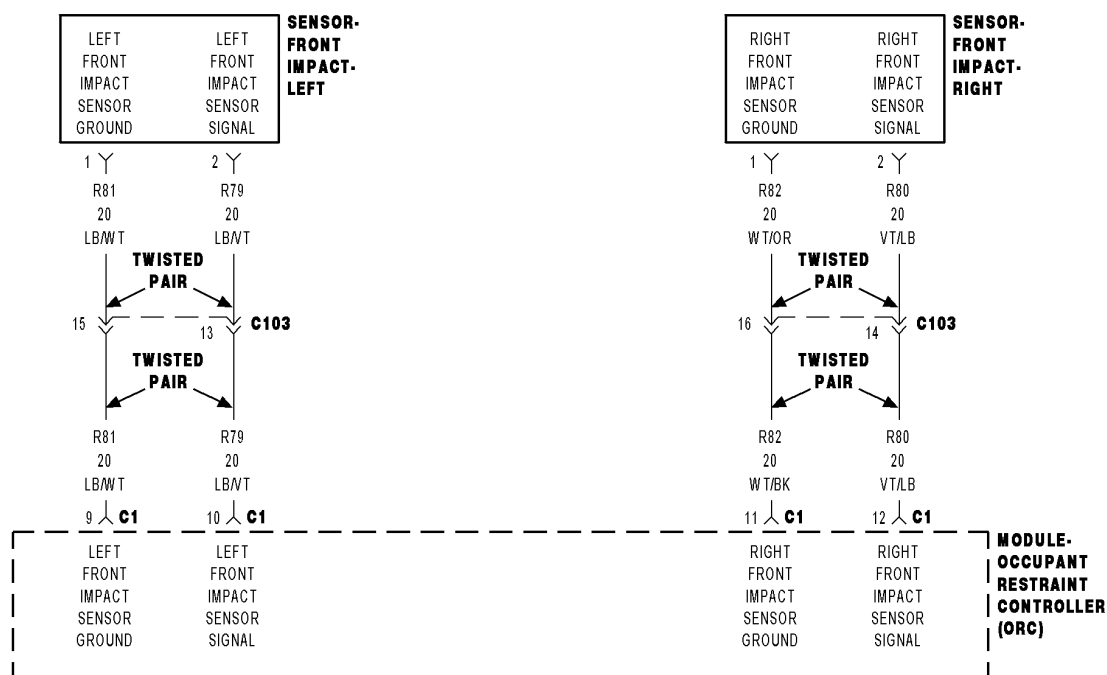 LEFT
FRONT
IMPACT
SENSOR
GROUND
LEFT
FRONT
IMPACT
SENSOR
SIGNAL
SENSOR-
FRONT
IMPACT-
LEFT
RIGHT
FRONT
IMPACT
SENSOR
GROUND
RIGHT
FRONT
IMPACT
SENSOR
SIGNAL
SENSOR-
FRONT
IMPACT-
RIGHT
1
2
1
2
R81
20
LB/WT
R79
20
LB/VT
R82
20
WT/OR
R80
20
VT/LB
TWISTED
PAIR
TWISTED
PAIR
15
13
C103
16
14
C103
TWISTED
PAIR
TWISTED
PAIR
R81
20
LB/WT
R79
20
LB/VT
R82
20
WT/BK
R80
20
VT/LB
9 C1
10 C1
11 C1
12 C1
LEFT
FRONT
IMPACT
SENSOR
GROUND
LEFT
FRONT
IMPACT
SENSOR
SIGNAL
RIGHT
FRONT
IMPACT
SENSOR
GROUND
RIGHT
FRONT
IMPACT
SENSOR
SIGNAL
MODULE-
OCCUPANT
RESTRAINT
CONTROLLER
(ORC)